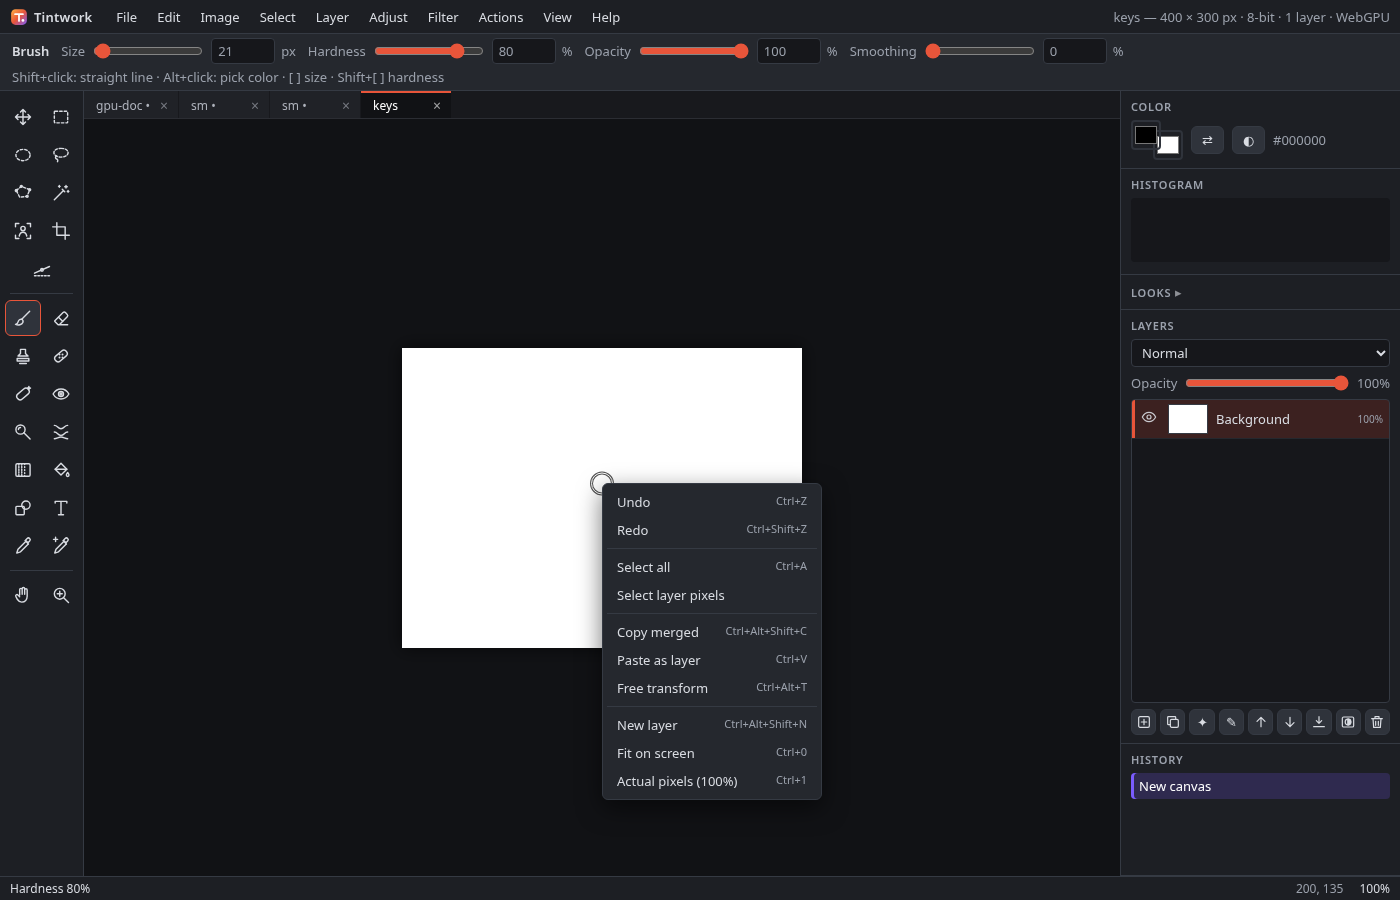 Tintwork File Edit Image Select Layer Adjust Filter Actions View Help keys — 400 × 300 px · 8-bit · 1 layer · WebGPU
Brush Size 21 px Hardness 80 % Opacity 100 % Smoothing 0 %
Shift+click: straight line · Alt+click: pick color · [ ] size · Shift+[ ] hardness
gpu-doc • × sm • × sm • × keys ×
COLOR
#000000
HISTOGRAM
LOOKS ▸
LAYERS
Normal
Opacity 100%
Background 100%
Undo Ctrl+Z
Redo Ctrl+Shift+Z
Select all Ctrl+A
Select layer pixels
Copy merged Ctrl+Alt+Shift+C
Paste as layer Ctrl+V
Free transform Ctrl+Alt+T
New layer Ctrl+Alt+Shift+N
Fit on screen Ctrl+0
Actual pixels (100%) Ctrl+1
HISTORY
New canvas
Hardness 80% 200, 135 100%